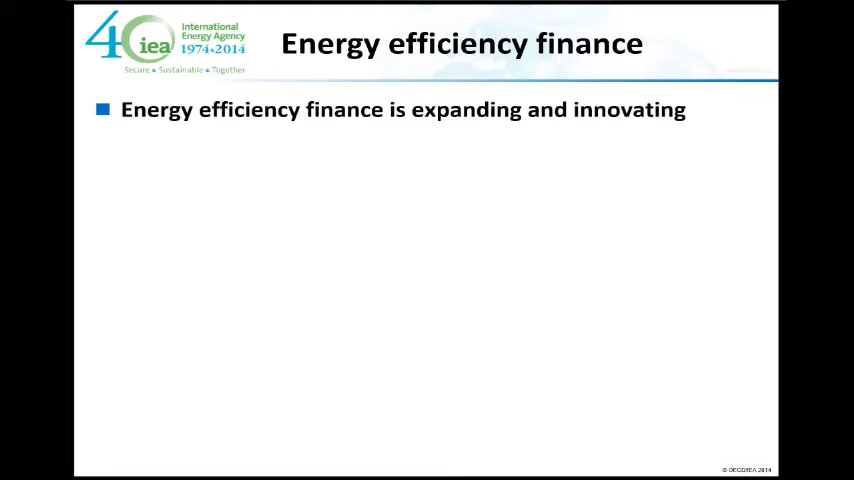 40 iea
International
Energy Agency
1974-2014
Secure Sustainable Together
Energy efficiency finance
Energy efficiency finance is expanding and innovating
© OECD/IEA 2014